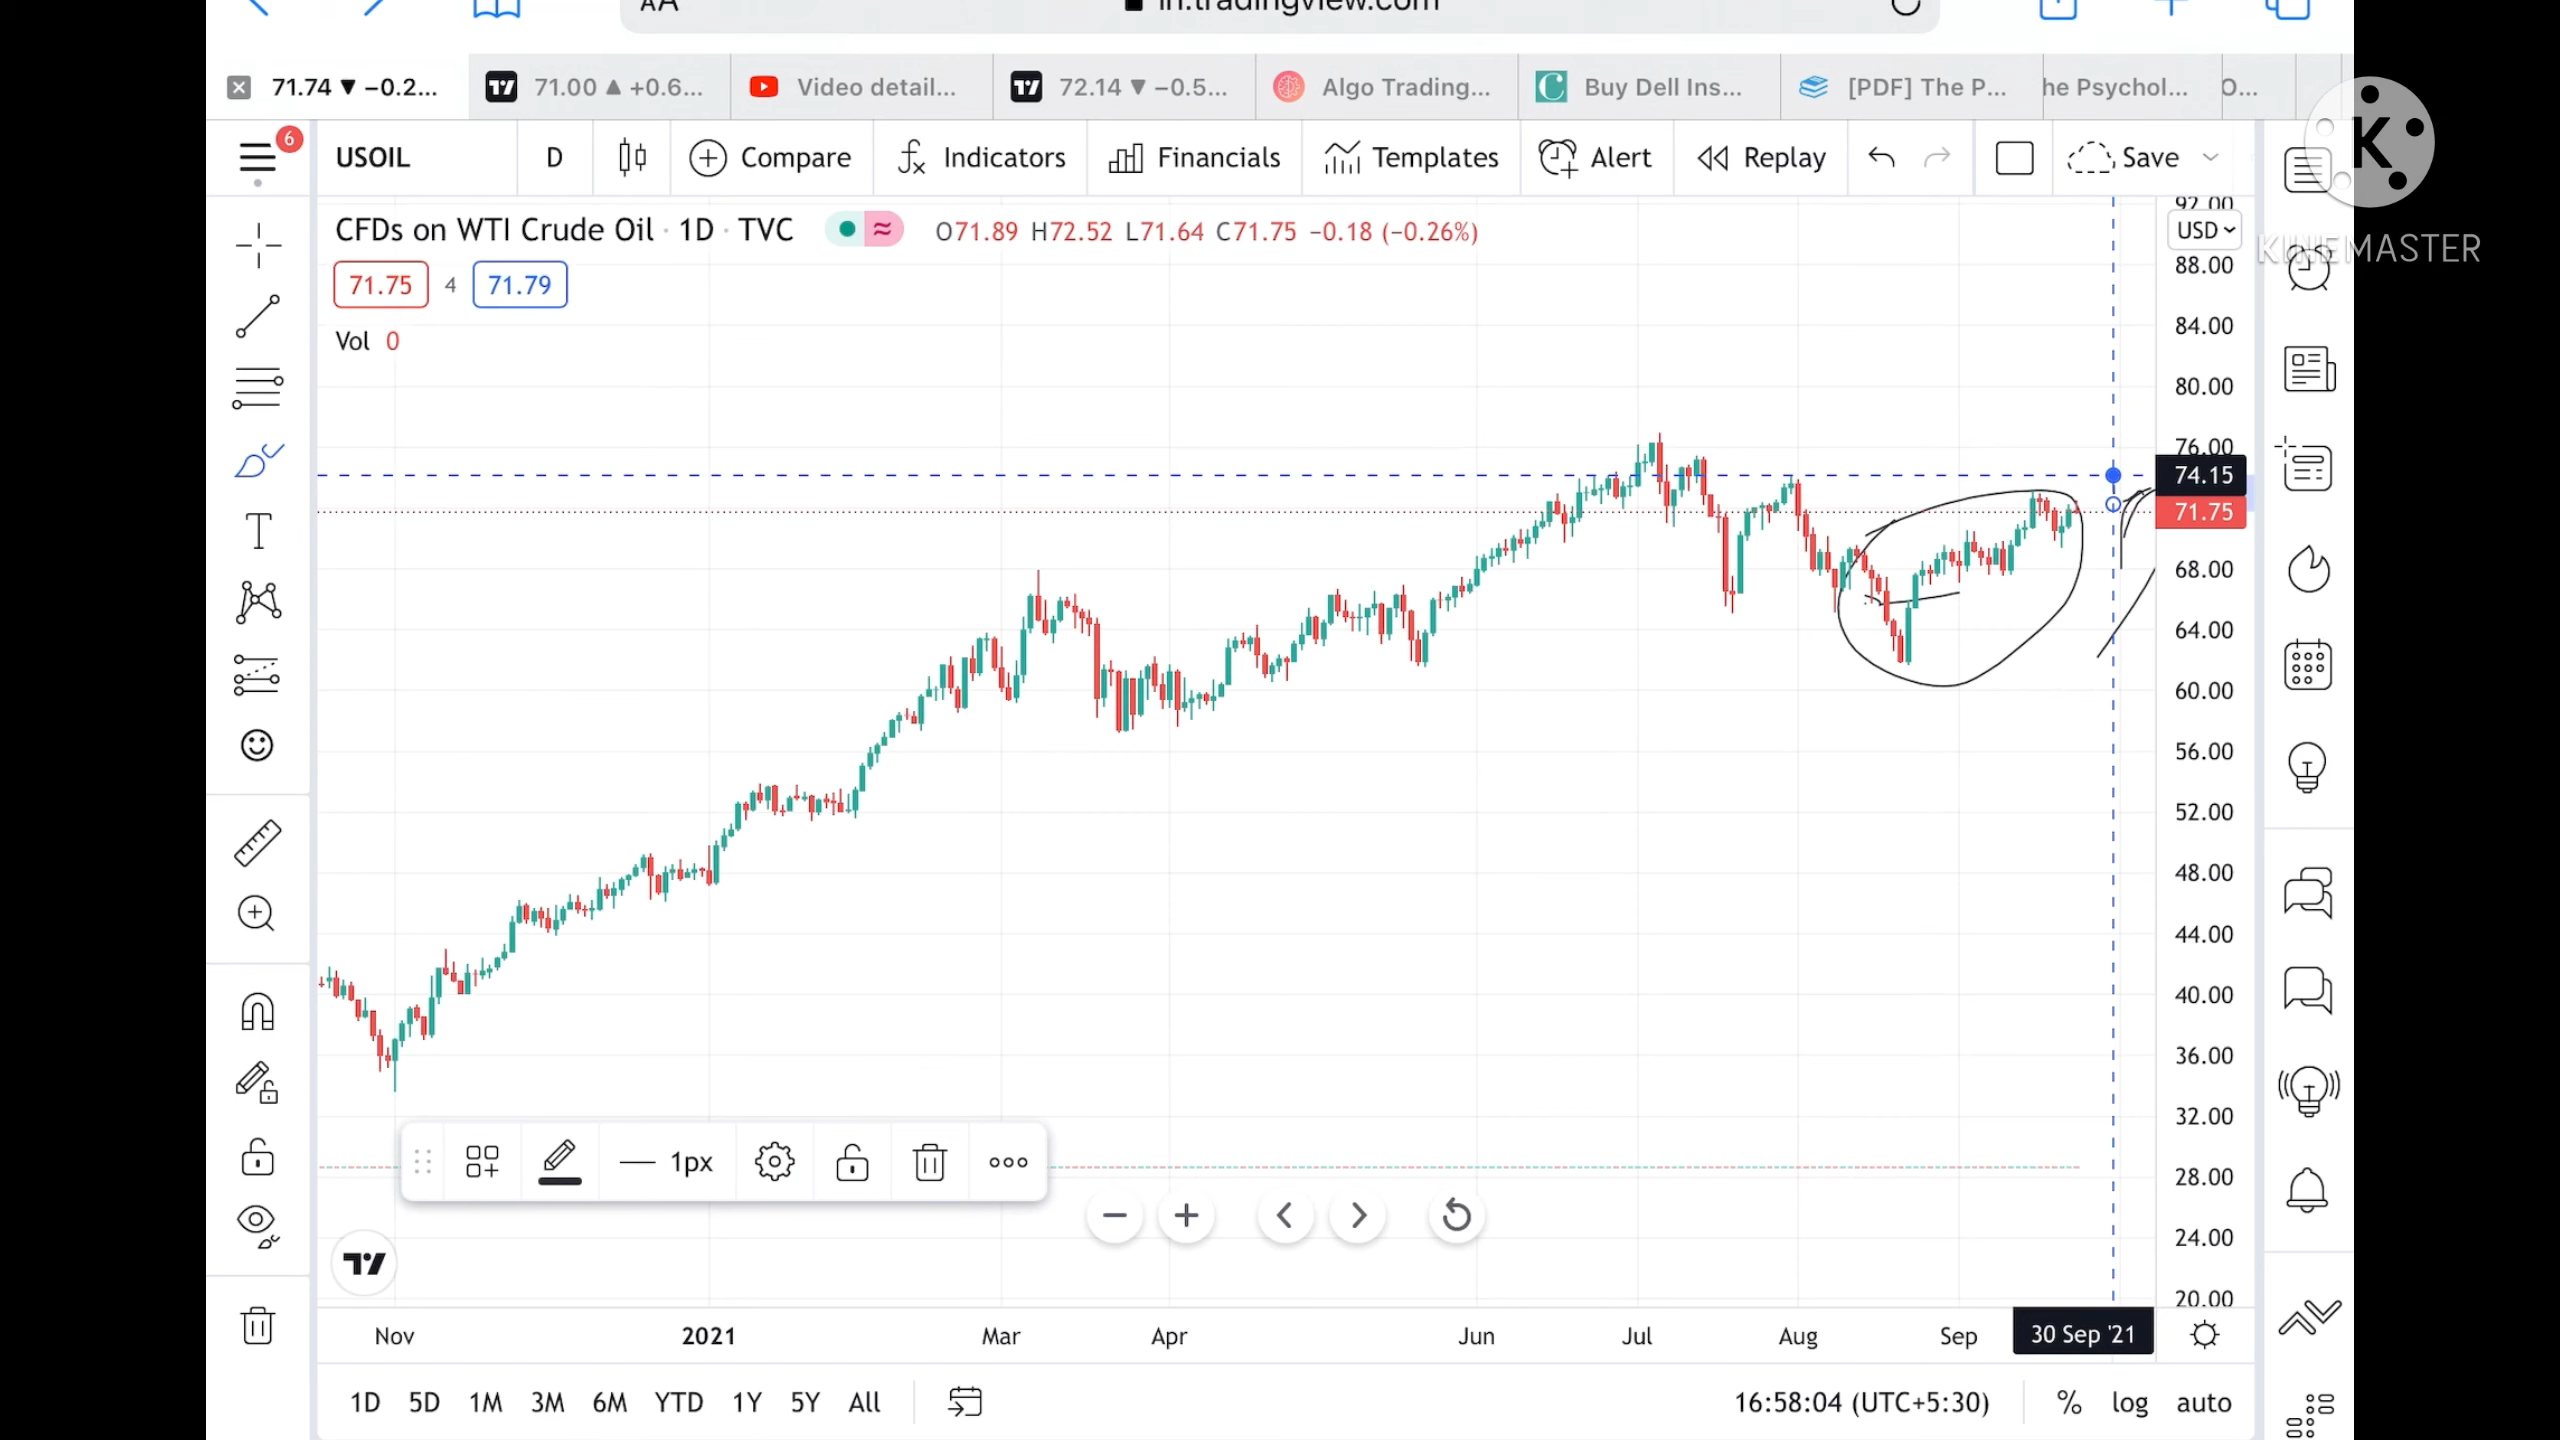 AA in.tradingview.com
71.74 ▼ −0.2... 71.00 ▲ +0.6... Video detail... 72.14 ▼ −0.5... Algo Trading... Buy Dell Ins... [PDF] The P... he Psychol... O...
6 USOIL D Compare Indicators Financials Templates Alert Replay Save
K
KINEMASTER
CFDs on WTI Crude Oil · 1D · TVC O71.89 H72.52 L71.64 C71.75 −0.18 (−0.26%)
71.75 4 71.79
Vol 0
92.00
USD
88.00
84.00
80.00
76.00
74.15
71.75
68.00
64.00
60.00
56.00
52.00
48.00
44.00
40.00
36.00
32.00
28.00
24.00
20.00
1px
Nov 2021 Mar Apr Jun Jul Aug Sep 30 Sep '21
1D 5D 1M 3M 6M YTD 1Y 5Y All 16:58:04 (UTC+5:30) % log auto